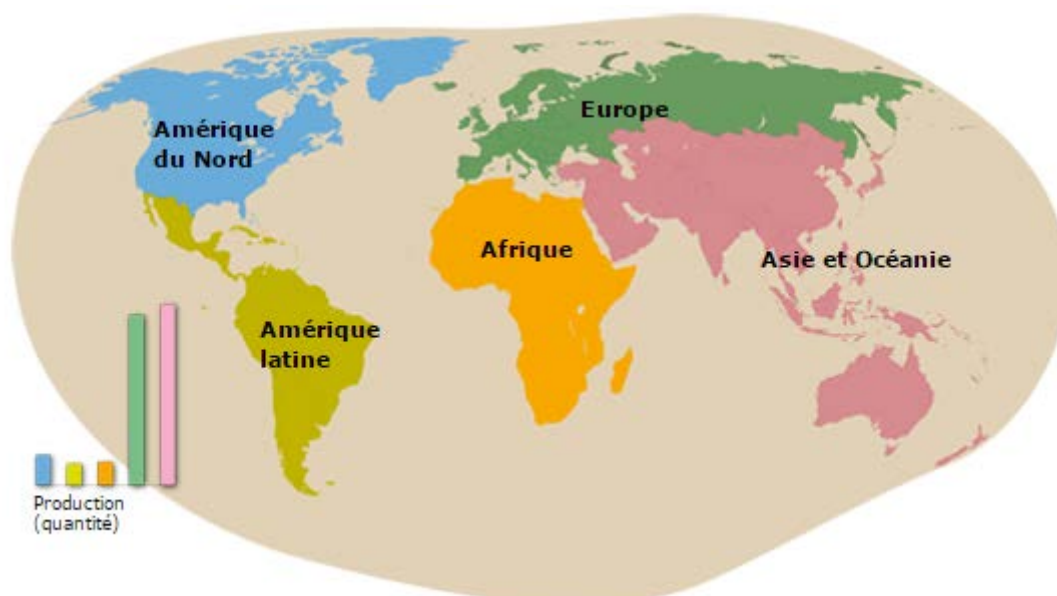 Europe
Amérique
du Nord
Afrique
Asie et Océanie
Amérique
latine
Production
(quantité)